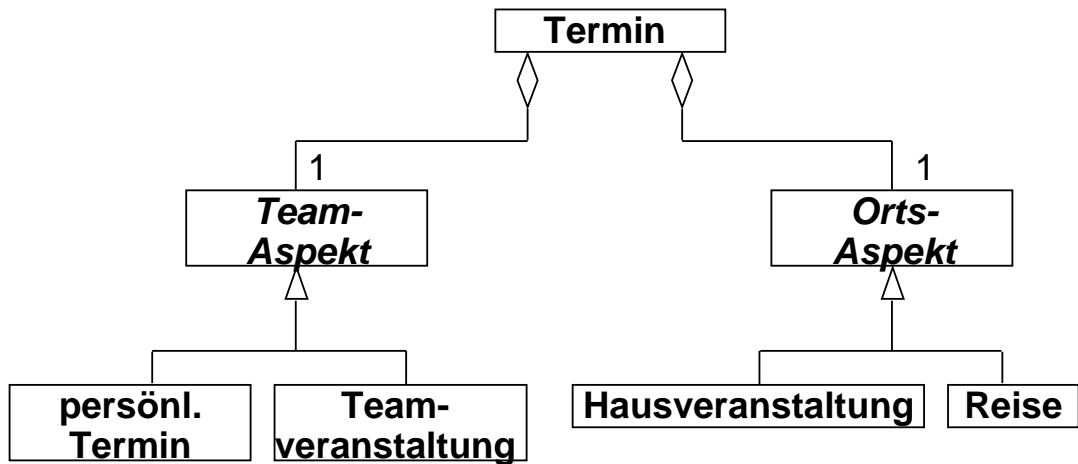 Termin
1
1
Team-
Aspekt
Orts-
Aspekt
persönl.
Termin
Team-
veranstaltung
Hausveranstaltung
Reise